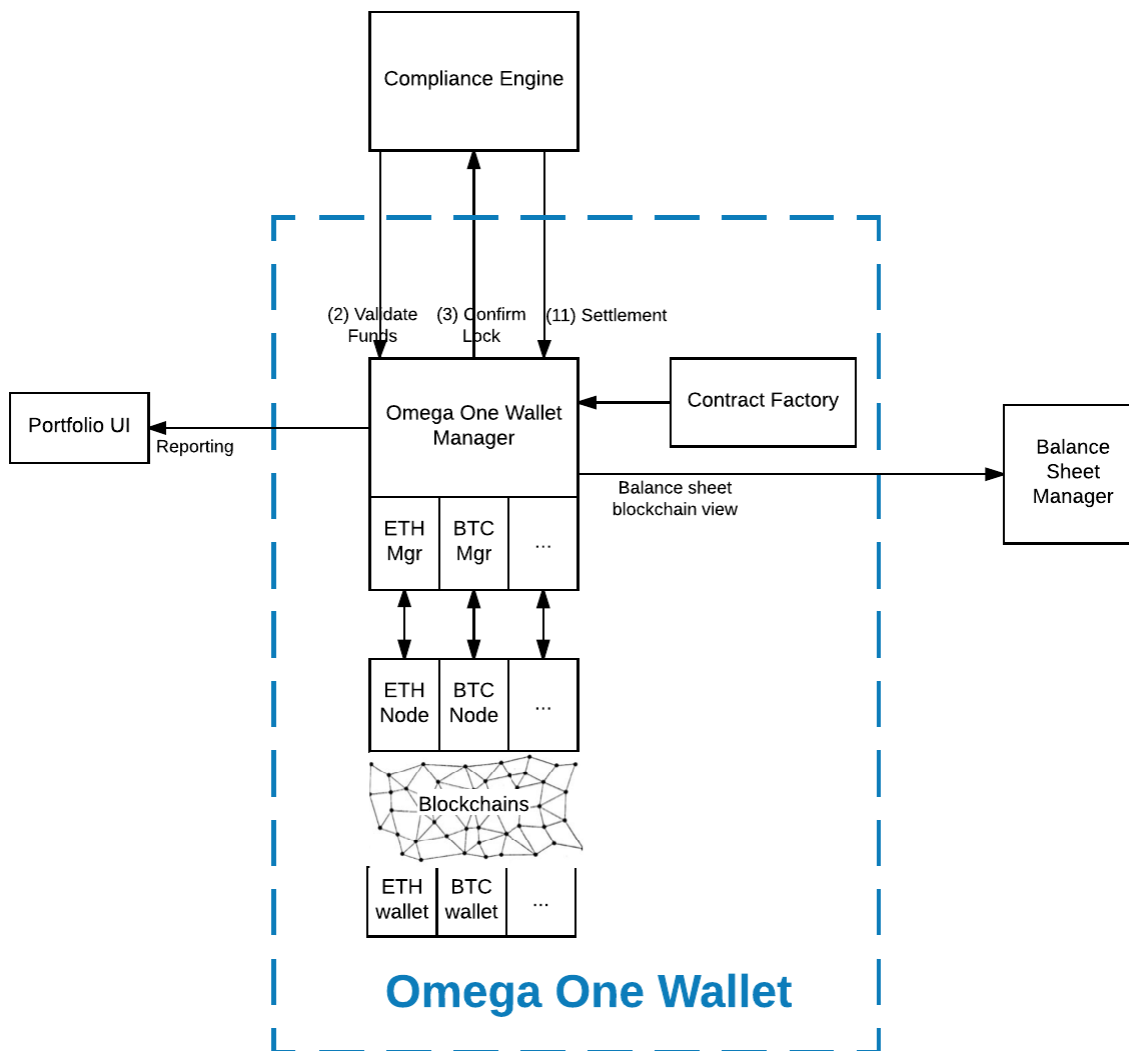 Compliance Engine
(2) Validate
Funds
(3) Confirm
Lock
(11) Settlement
Portfolio UI
Reporting
Omega One Wallet
Manager
Contract Factory
Balance
Sheet
Manager
Balance sheet
blockchain view
ETH
Mgr
BTC
Mgr
...
ETH
Node
BTC
Node
...
Blockchains
ETH
wallet
BTC
wallet
...
Omega One Wallet